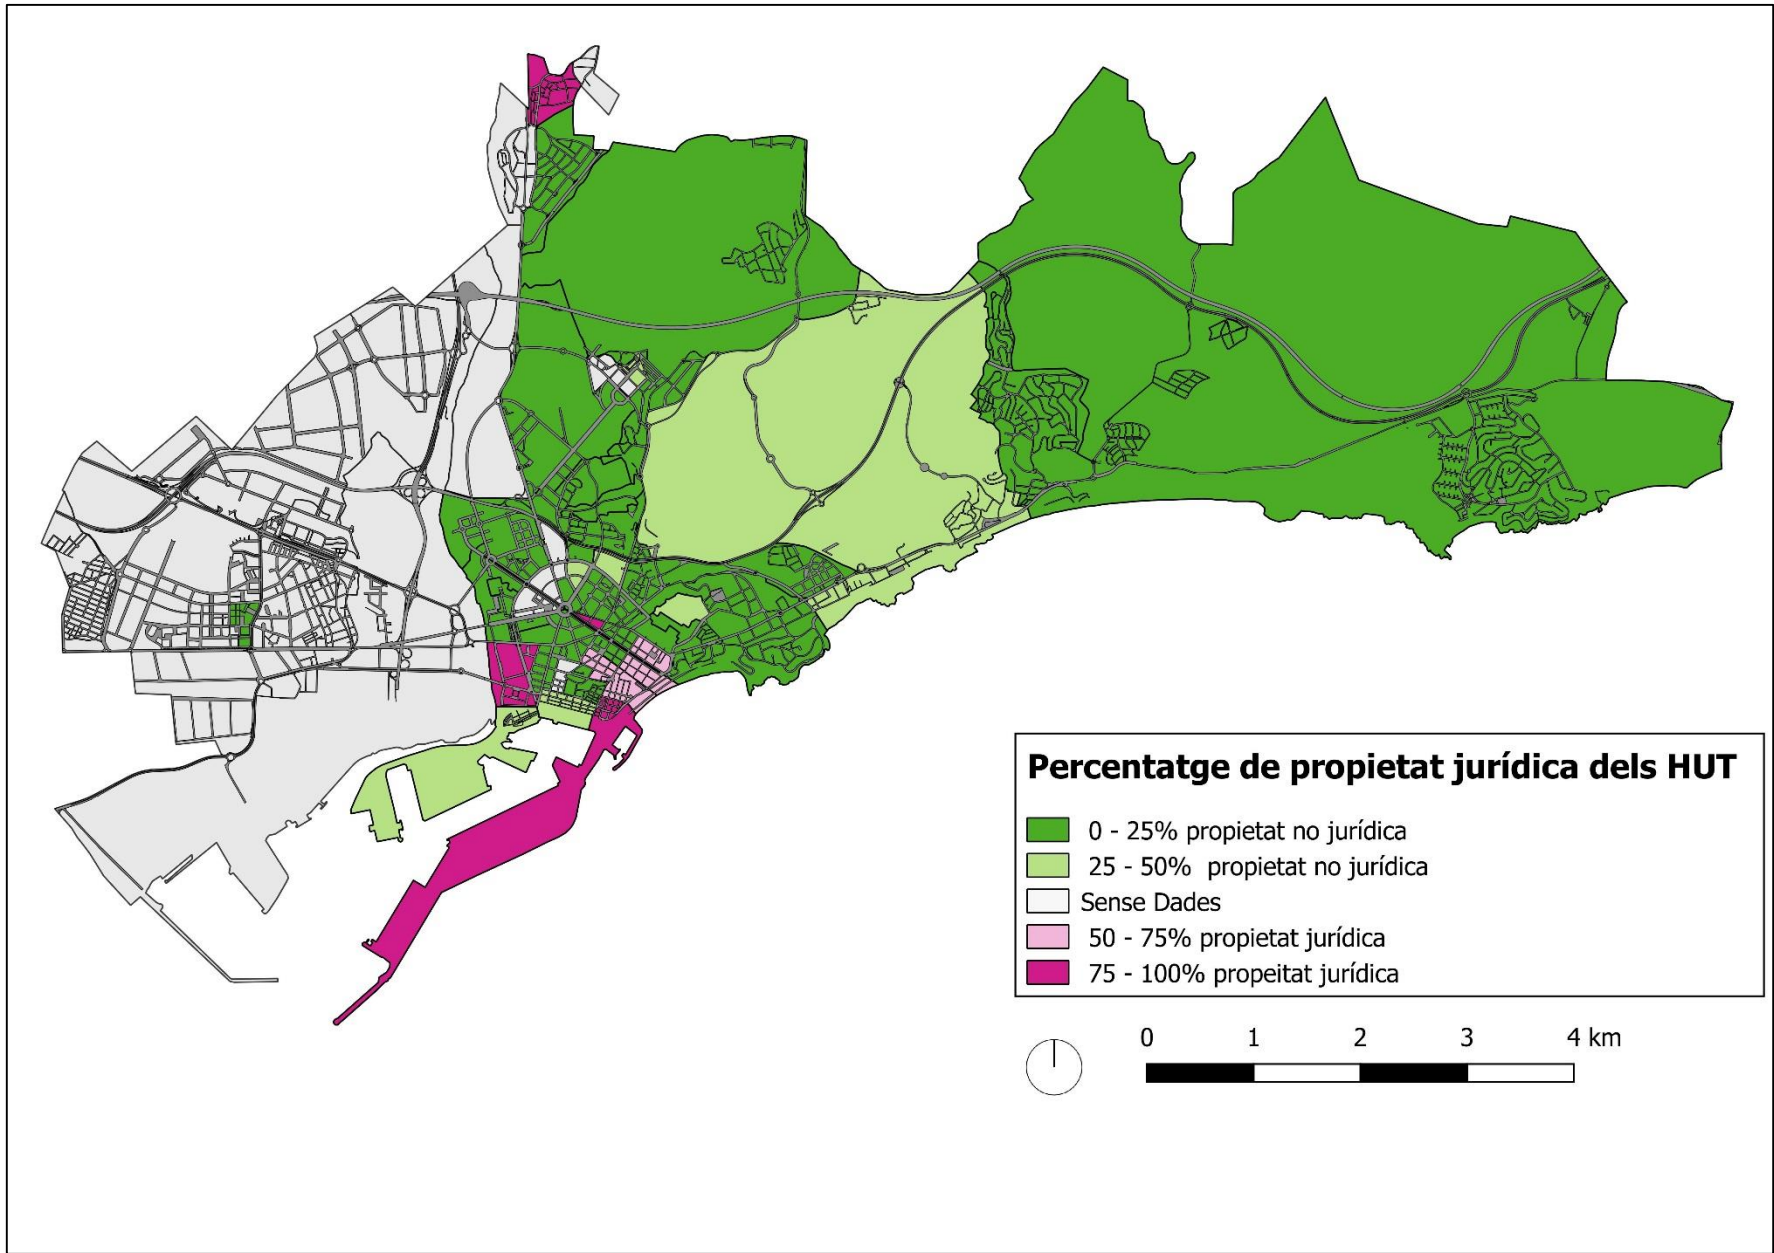 Percentatge de propietat jurídica dels HUT
0 - 25% propietat no jurídica
25 - 50% propietat no jurídica
Sense Dades
50 - 75% propietat jurídica
75 - 100% propeitat jurídica
0 1 2 3 4 km